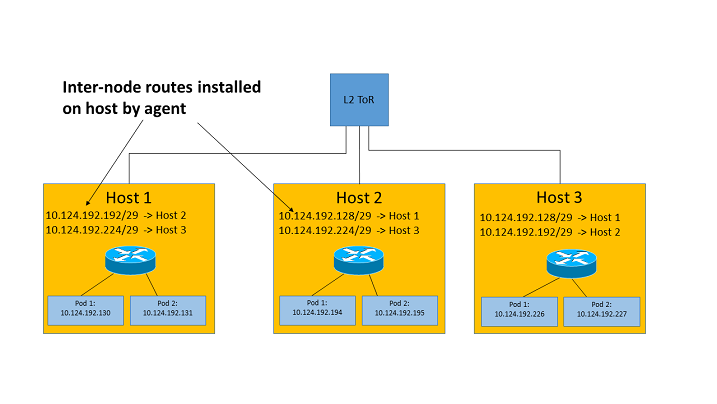 Inter-node routes installed
on host by agent
L2 ToR
Host 1
10.124.192.192/29 -> Host 2
10.124.192.224/29 -> Host 3
Pod 1:
10.124.192.130
Pod 2:
10.124.192.131
Host 2
10.124.192.128/29 -> Host 1
10.124.192.224/29 -> Host 3
Pod 1:
10.124.192.194
Pod 2:
10.124.192.195
Host 3
10.124.192.128/29 -> Host 1
10.124.192.192/29 -> Host 2
Pod 1:
10.124.192.226
Pod 2:
10.124.192.227